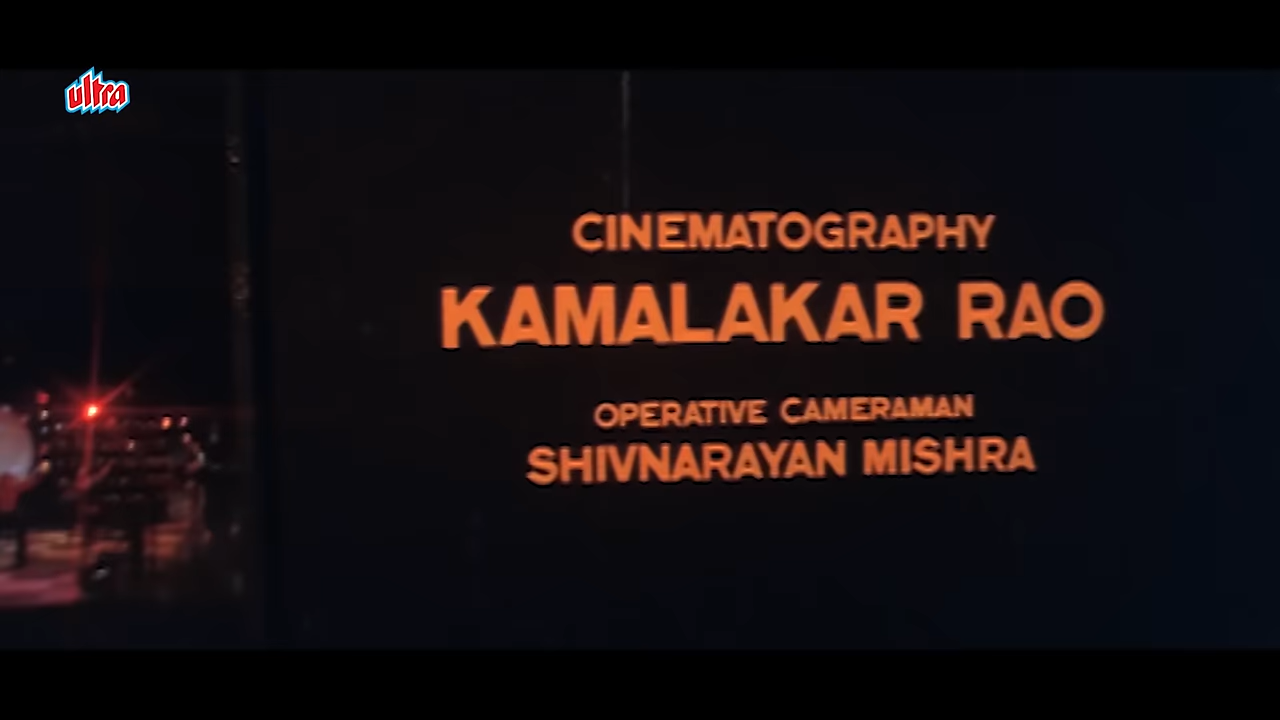 ultra
CINEMATOGRAPHY
KAMALAKAR RAO
OPERATIVE CAMERAMAN
SHIVNARAYAN MISHRA